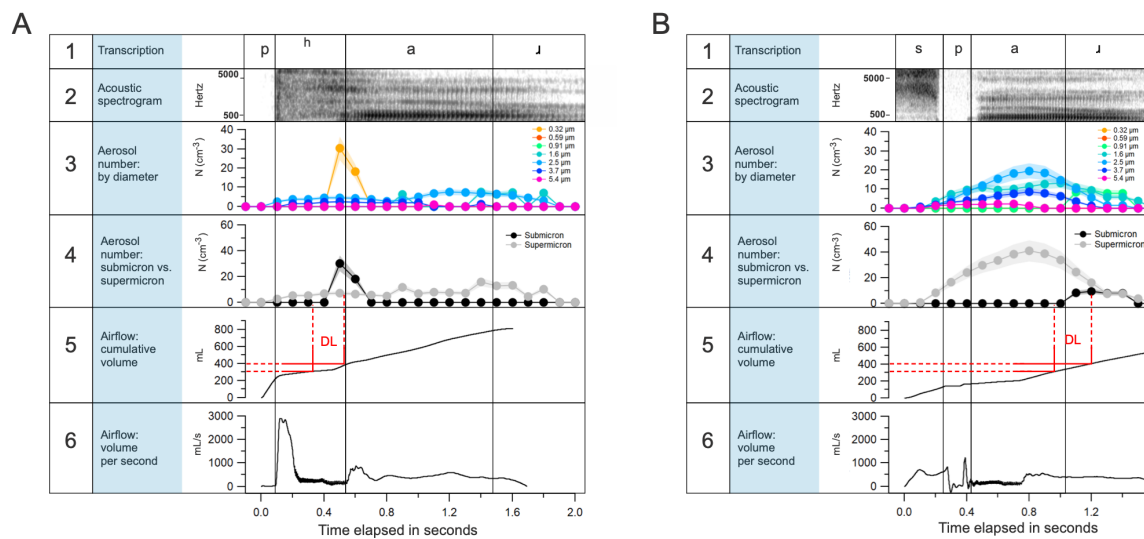 A
1 Transcription p h a ɹ
2 Acoustic spectrogram Hertz 5000 500
3 Aerosol number: by diameter N (cm⁻³) 40 30 20 10 0
0.32 µm
0.59 µm
0.91 µm
1.6 µm
2.5 µm
3.7 µm
5.4 µm
4 Aerosol number: submicron vs. supermicron N (cm⁻³) 60 40 20 0
Submicron
Supermicron
5 Airflow: cumulative volume mL 800 600 400 200 0
DL
6 Airflow: volume per second mL/s 3000 2000 1000 0
0.0 0.4 0.8 1.2 1.6 2.0
Time elapsed in seconds
B
1 Transcription s p a ɹ
2 Acoustic spectrogram Hertz 5000 500
3 Aerosol number: by diameter N (cm⁻³) 40 30 20 10 0
0.32 µm
0.59 µm
0.91 µm
1.6 µm
2.5 µm
3.7 µm
5.4 µm
4 Aerosol number: submicron vs. supermicron N (cm⁻³) 60 40 20 0
Submicron
Supermicron
5 Airflow: cumulative volume mL 800 600 400 200 0
DL
6 Airflow: volume per second mL/s 3000 2000 1000 0
0.0 0.4 0.8 1.2
Time elapsed in seconds